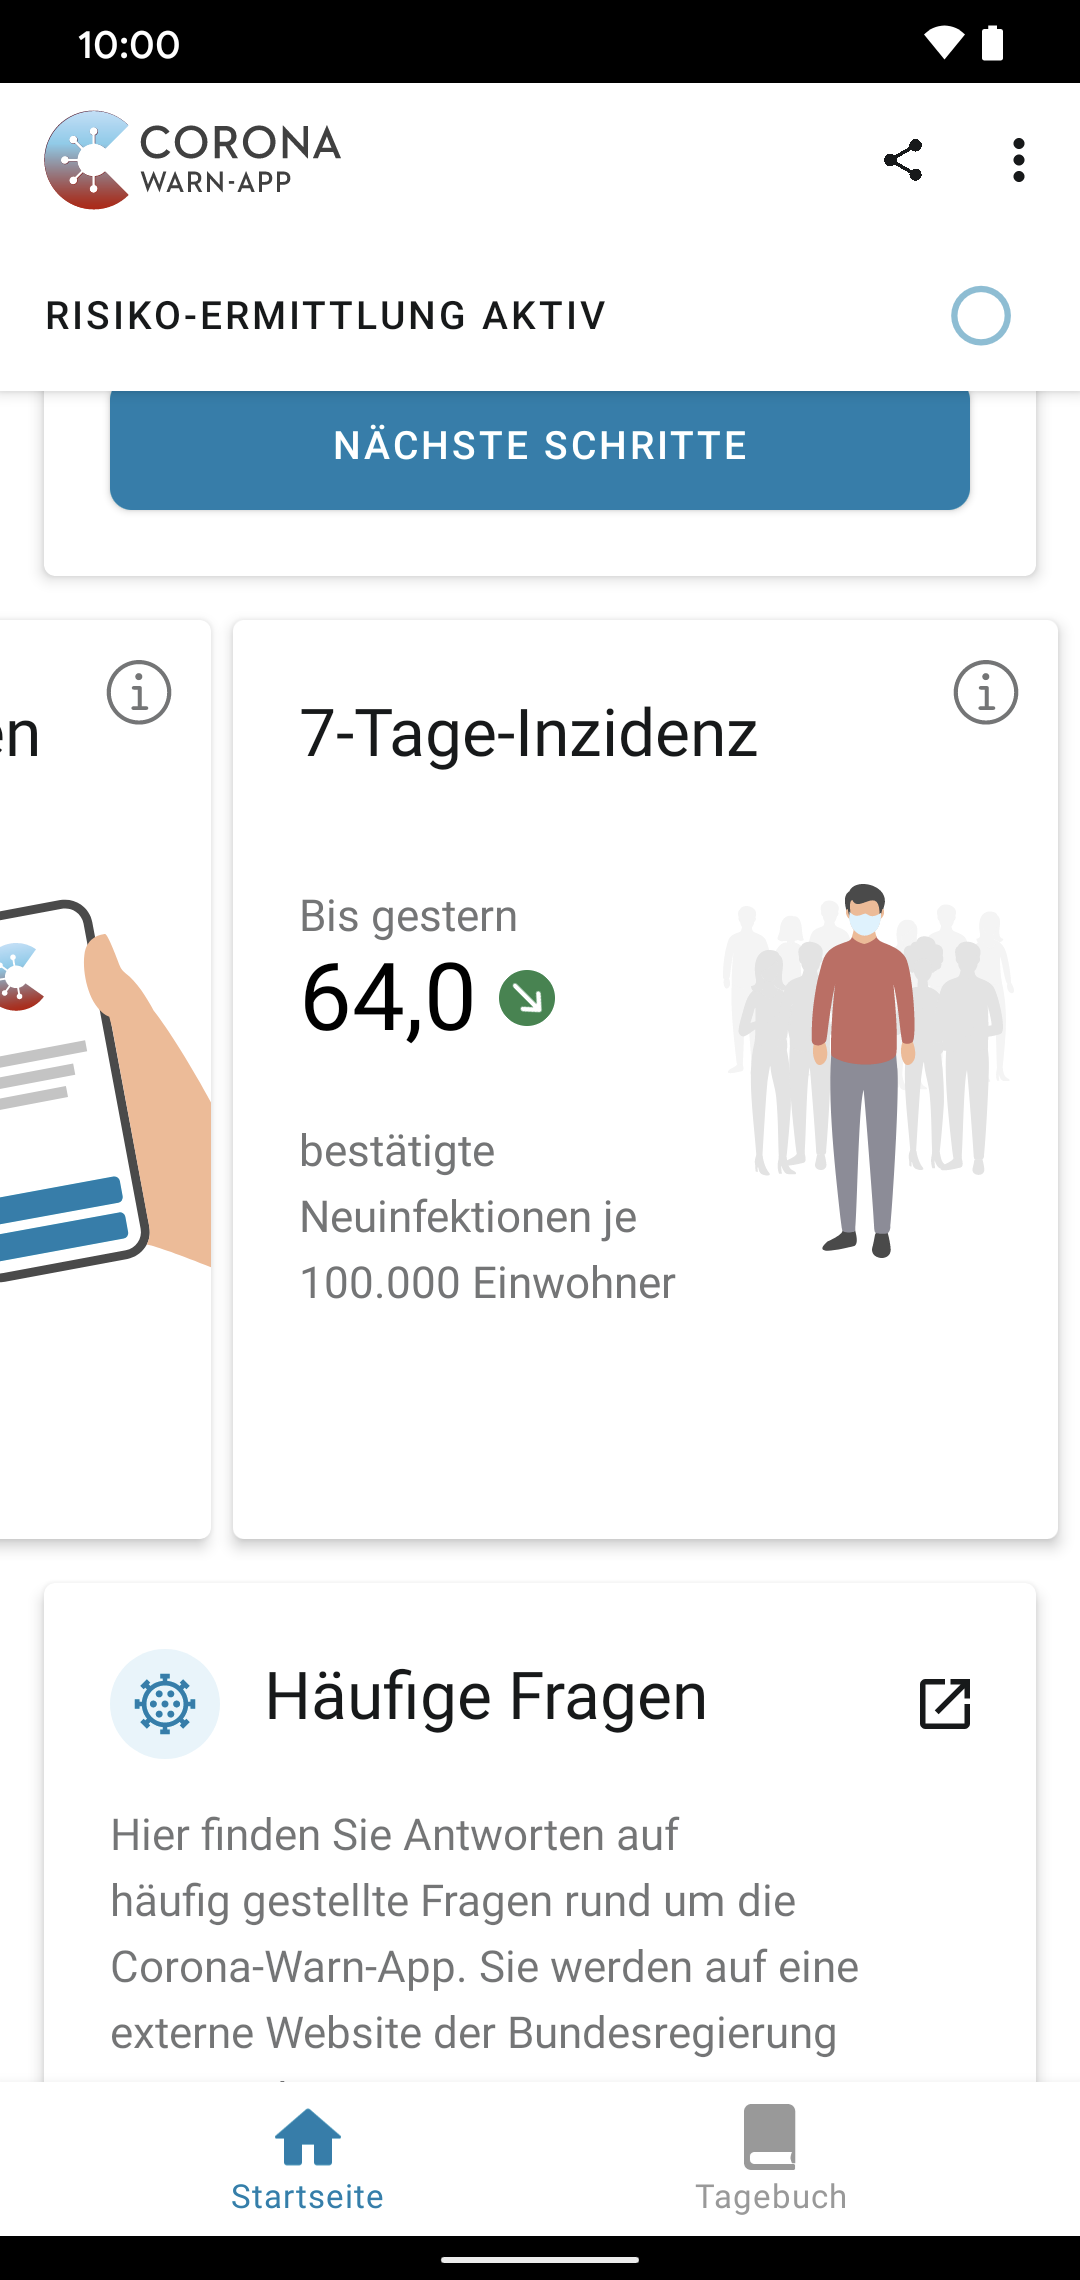 10:00
CORONA
WARN-APP
RISIKO-ERMITTLUNG AKTIV
NÄCHSTE SCHRITTE
en
7-Tage-Inzidenz
Bis gestern
64,0
bestätigte
Neuinfektionen je
100.000 Einwohner
Häufige Fragen
Hier finden Sie Antworten auf
häufig gestellte Fragen rund um die
Corona-Warn-App. Sie werden auf eine
externe Website der Bundesregierung
Startseite
Tagebuch